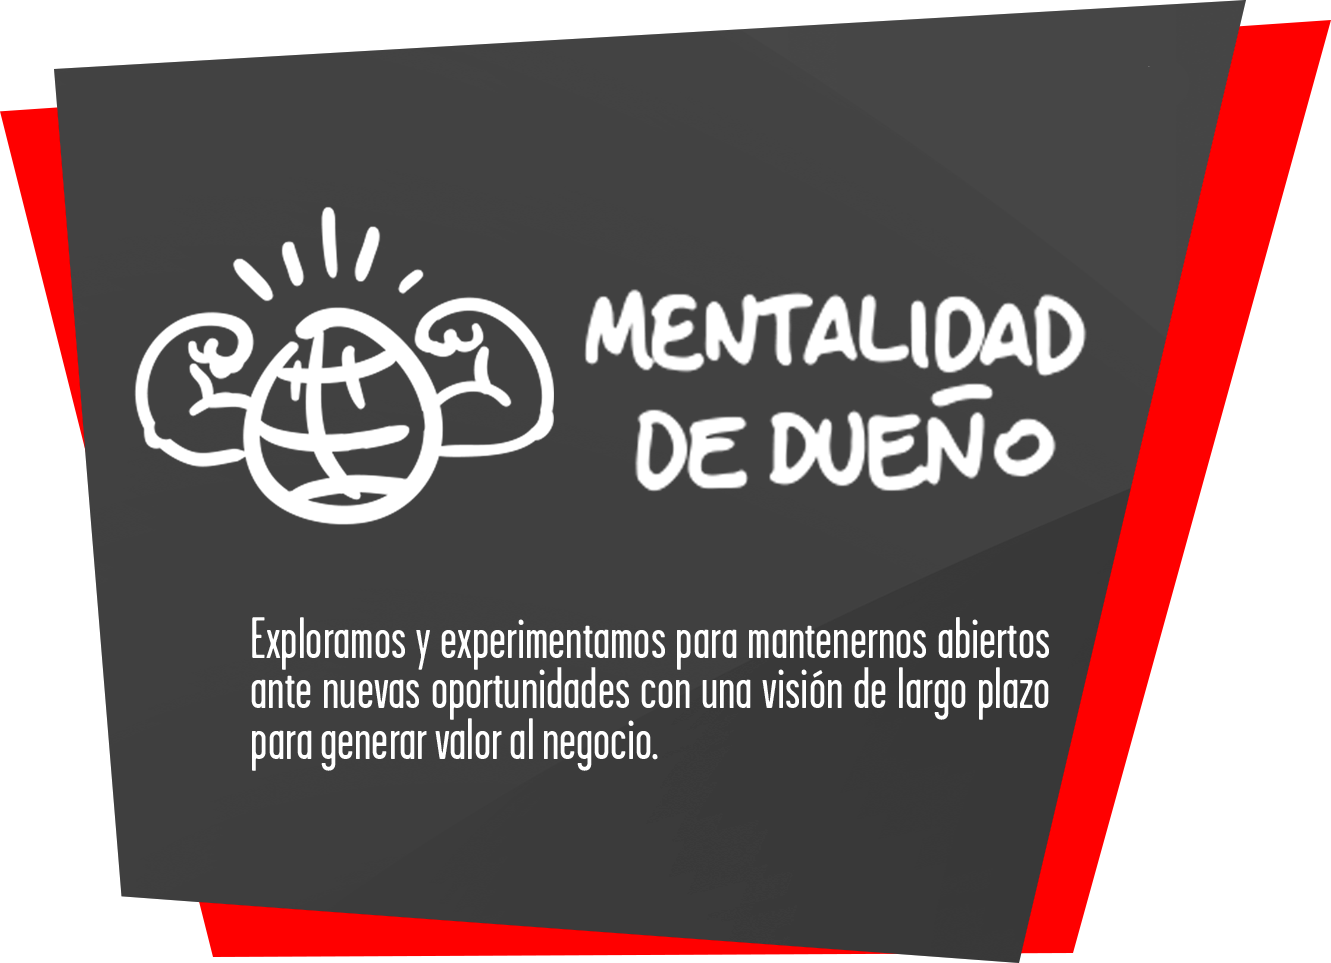 MENTALIDAD
DE DUEÑO
Exploramos y experimentamos para mantenernos abiertos
ante nuevas oportunidades con una visión de largo plazo
para generar valor al negocio.